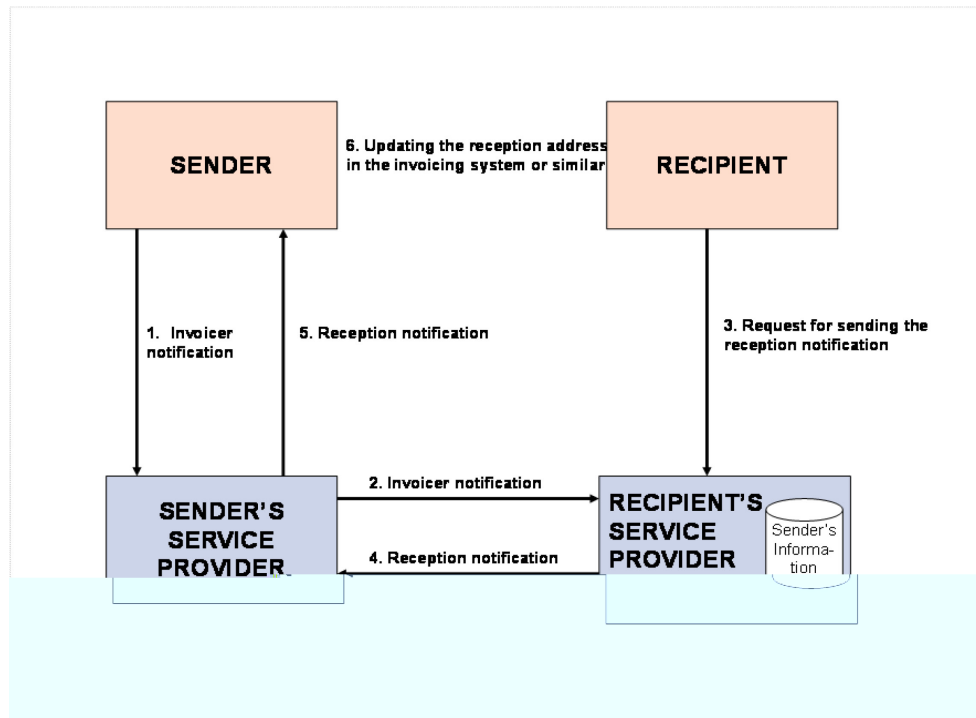 SENDER
6. Updating the reception address
in the invoicing system or similar
RECIPIENT
1. Invoicer
notification
5. Reception notification
3. Request for sending the
reception notification
2. Invoicer notification
4. Reception notification
SENDER'S
SERVICE
PROVIDER
RECIPIENT'S
SERVICE
PROVIDER
Sender's
Informa-
tion